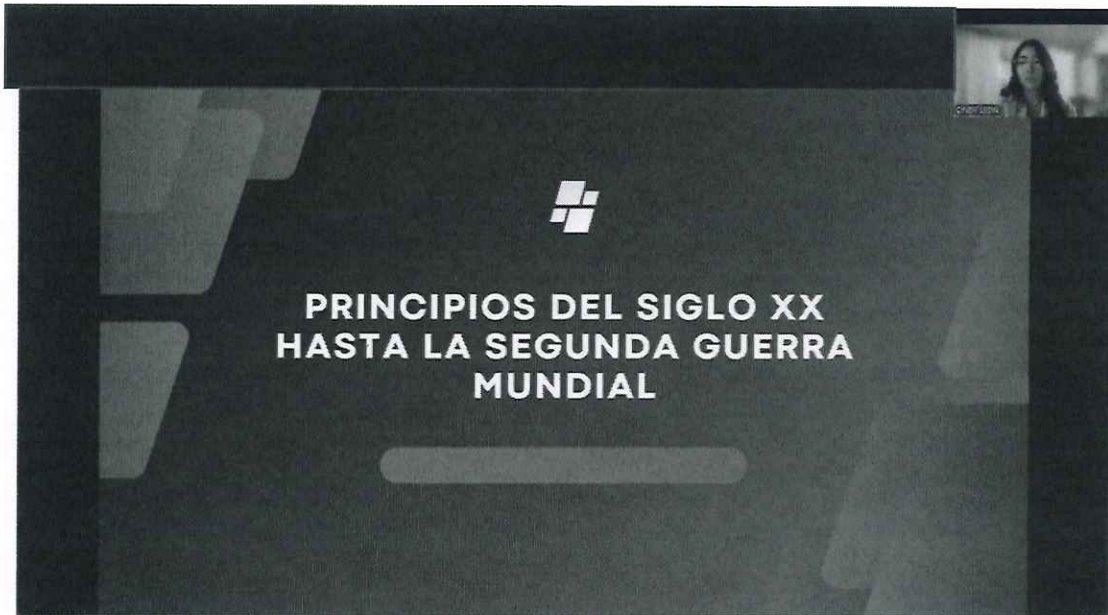 PRINCIPIOS DEL SIGLO XX
HASTA LA SEGUNDA GUERRA
MUNDIAL